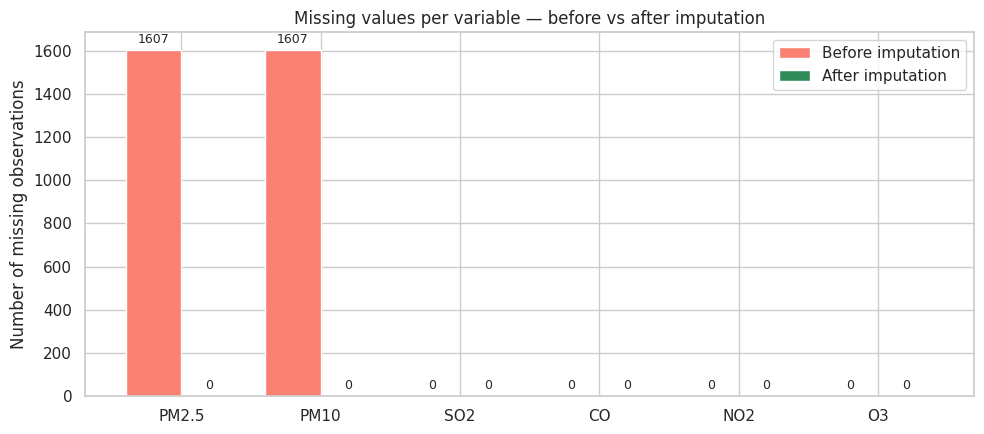 Missing values per variable — before vs after imputation
1607 1607
Before imputation
After imputation
Number of missing observations
1600
1400
1200
1000
800
600
400
200
0
0 0 0 0 0 0 0 0 0 0
PM2.5 PM10 SO2 CO NO2 O3